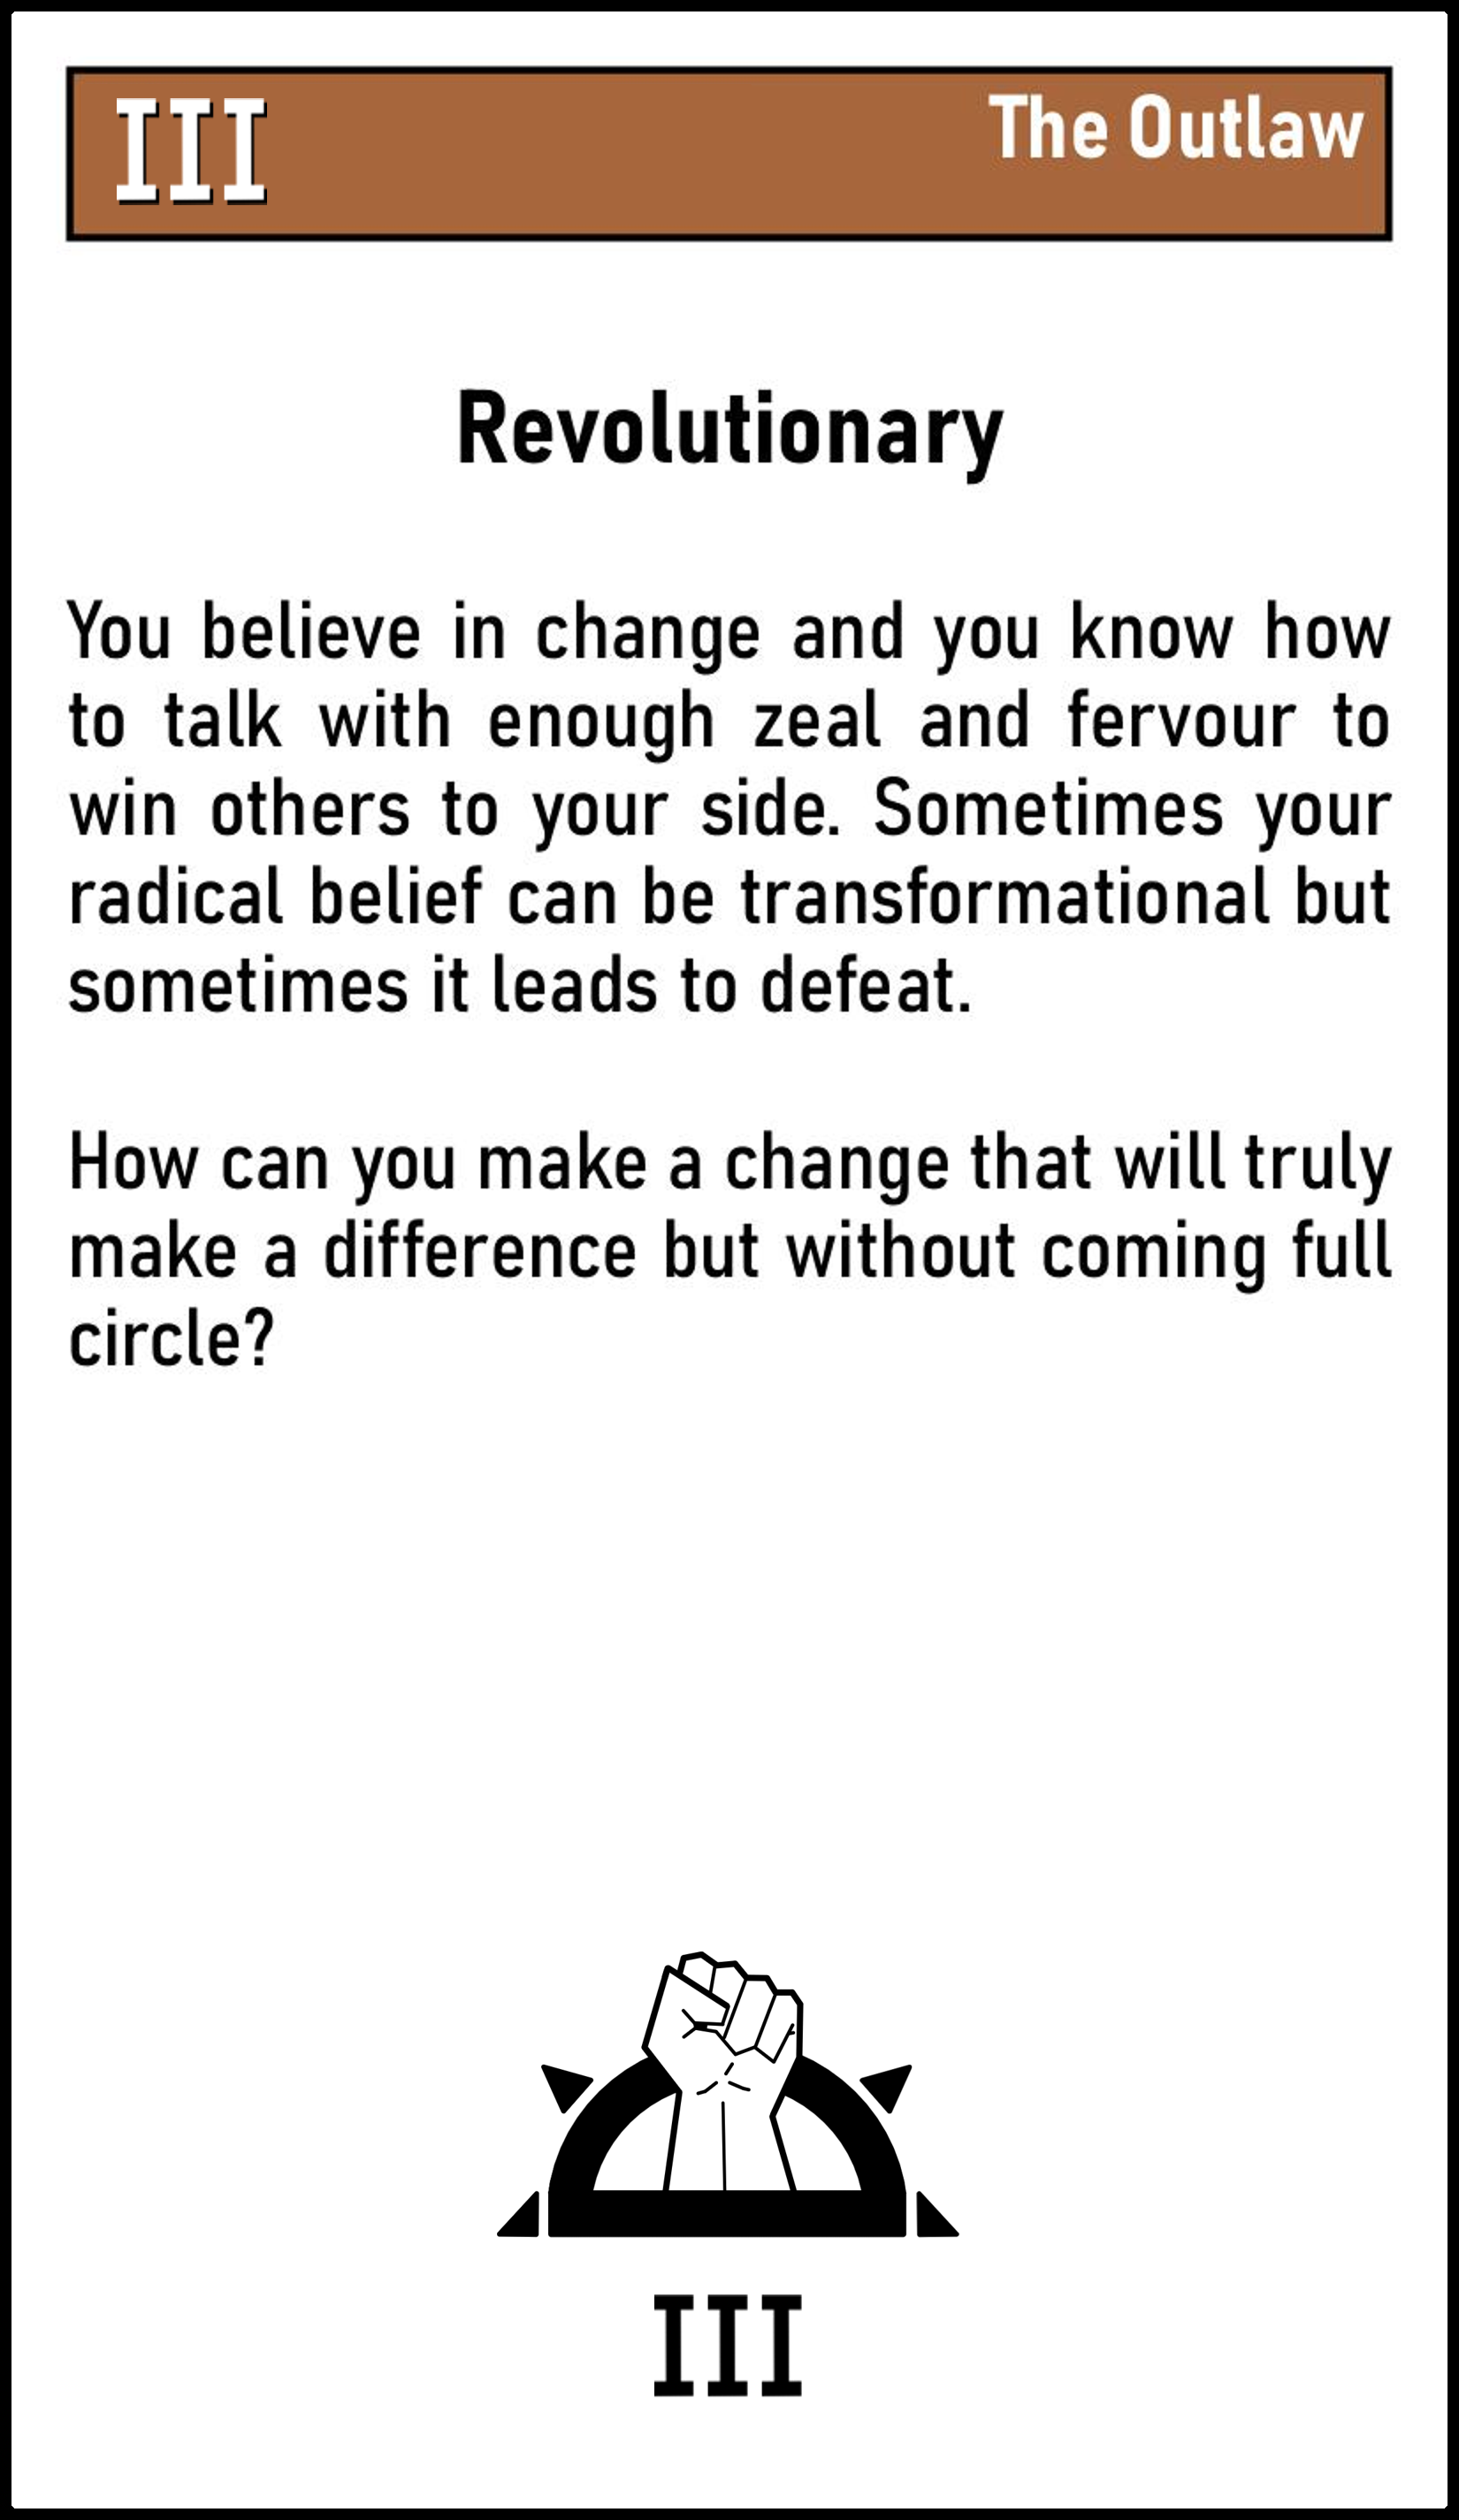 III
The Outlaw
Revolutionary
You believe in change and you know how
to talk with enough zeal and fervour to
win others to your side. Sometimes your
radical belief can be transformational but
sometimes it leads to defeat.
How can you make a change that will truly
make a difference but without coming full
circle?
III